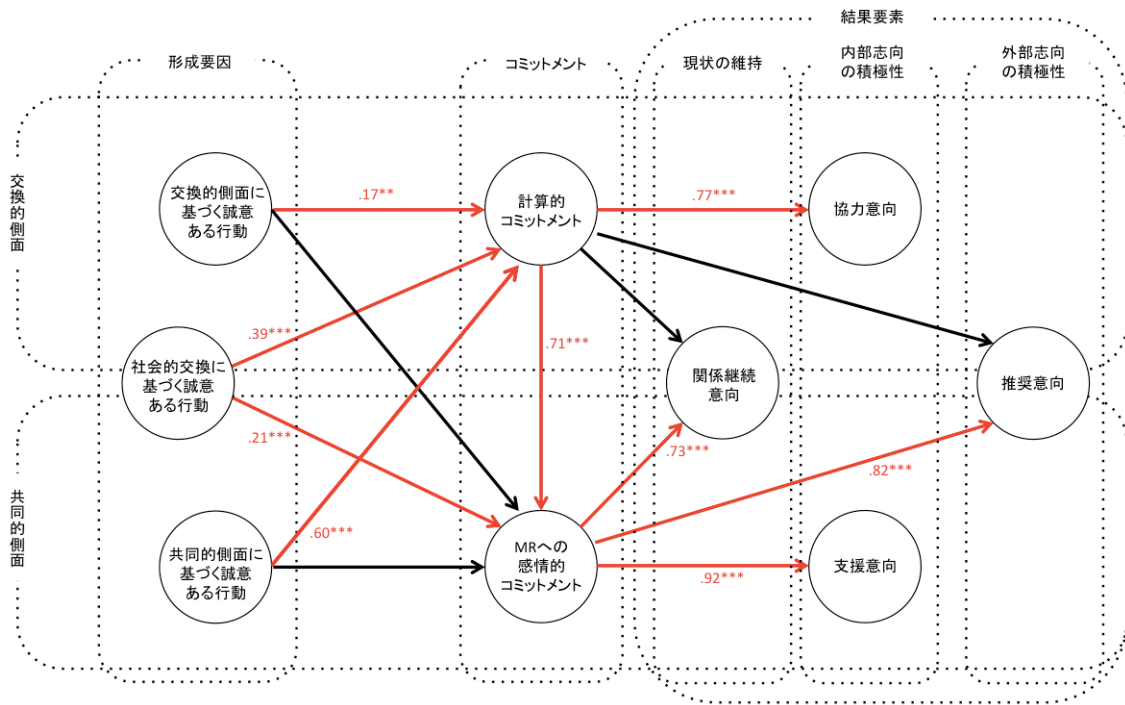 結果要素
形成要因
コミットメント
現状の維持
内部志向
の積極性
外部志向
の積極性
交換的側面
交換的側面に
基づく誠意
ある行動
.17**
計算的
コミットメント
.77***
協力意向
.39***
.71***
社会的交換に
基づく誠意
ある行動
関係継続
意向
推奨意向
.21***
.73***
.82***
共同的側面
共同的側面に
基づく誠意
ある行動
.60***
MRへの
感情的
コミットメント
.92***
支援意向